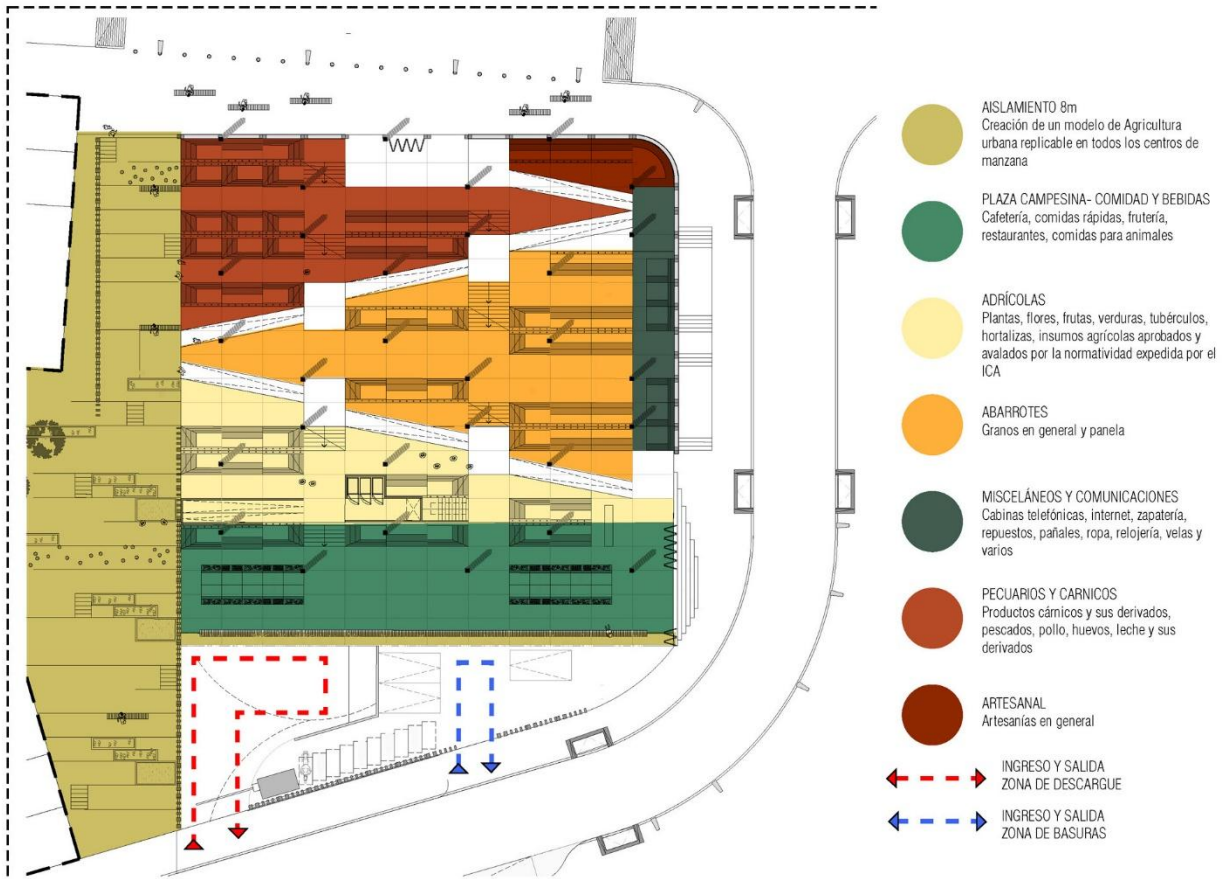 AISLAMIENTO 8m
Creación de un modelo de Agricultura
urbana replicable en todos los centros de
manzana
PLAZA CAMPESINA- COMIDAD Y BEBIDAS
Cafetería, comidas rápidas, frutería,
restaurantes, comidas para animales
ADRÍCOLAS
Plantas, flores, frutas, verduras, tubérculos,
hortalizas, insumos agrícolas aprobados y
avalados por la normatividad expedida por el
ICA
ABARROTES
Granos en general y panela
MISCELÁNEOS Y COMUNICACIONES
Cabinas telefónicas, internet, zapatería,
repuestos, pañales, ropa, relojería, velas y
varios
PECUARIOS Y CARNICOS
Productos cárnicos y sus derivados,
pescados, pollo, huevos, leche y sus
derivados
ARTESANAL
Artesanías en general
INGRESO Y SALIDA
ZONA DE DESCARGUE
INGRESO Y SALIDA
ZONA DE BASURAS